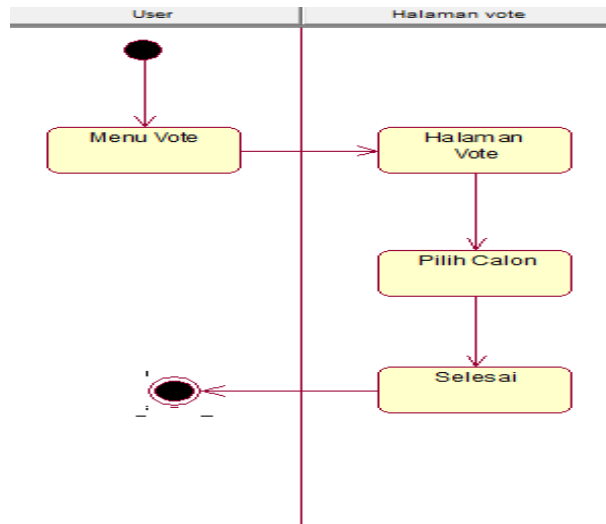 User
Halaman vote
Menu Vote
Halaman
Vote
Pilih Calon
Selesai